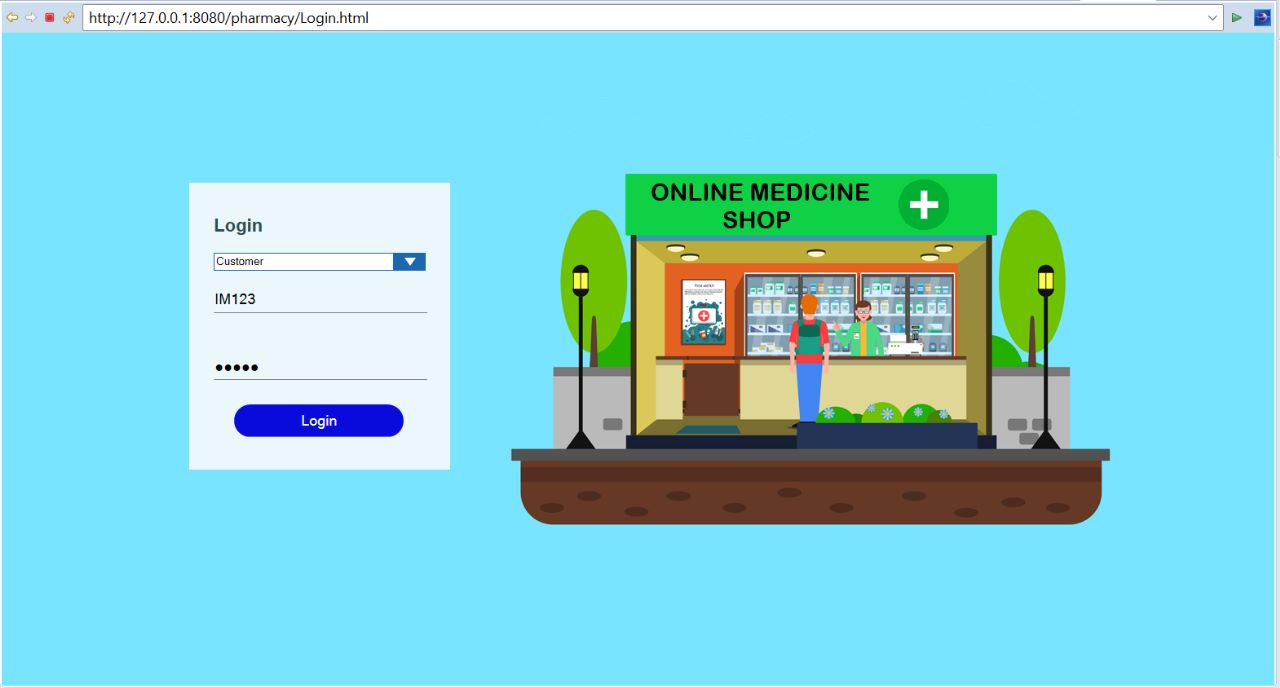 http://127.0.0.1:8080/pharmacy/Login.html
ONLINE MEDICINE
SHOP
Login
Customer
IM123
•••••
Login